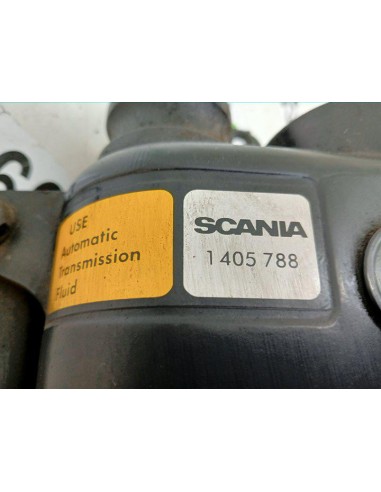 USE
Automatic
Transmission
Fluid
SCANIA
1 405 788